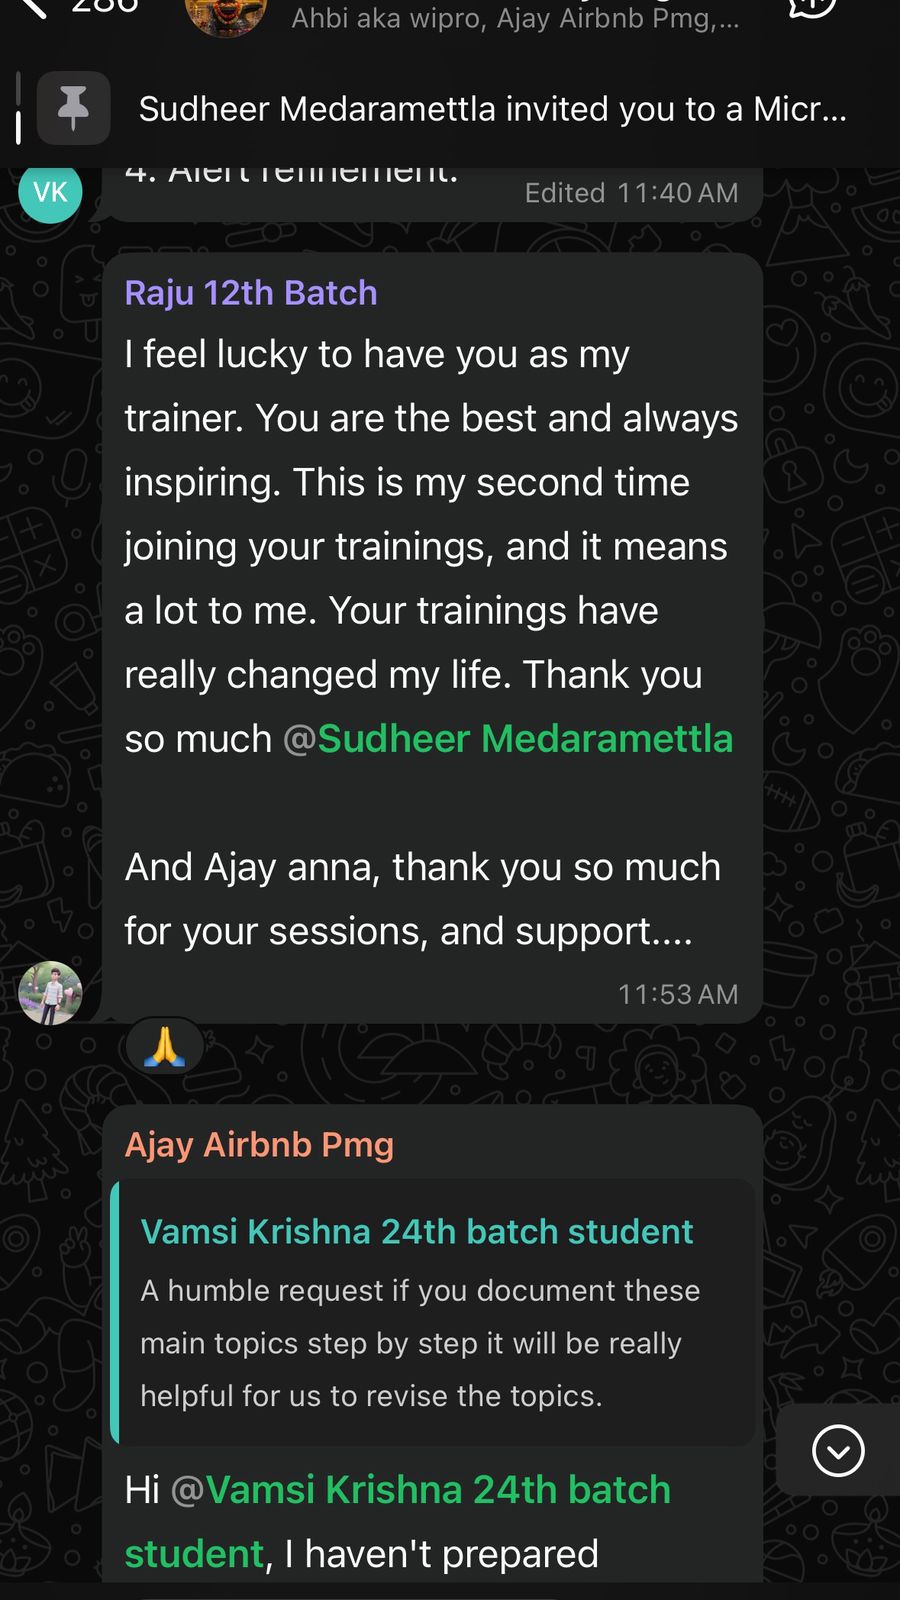 286
Ahbi aka wipro, Ajay Airbnb Pmg,...
Sudheer Medaramettla invited you to a Micr...
VK
4. Alert refinement.
Edited 11:40 AM
Raju 12th Batch
I feel lucky to have you as my
trainer. You are the best and always
inspiring. This is my second time
joining your trainings, and it means
a lot to me. Your trainings have
really changed my life. Thank you
so much @Sudheer Medaramettla
And Ajay anna, thank you so much
for your sessions, and support....
11:53 AM
Ajay Airbnb Pmg
Vamsi Krishna 24th batch student
A humble request if you document these
main topics step by step it will be really
helpful for us to revise the topics.
Hi @Vamsi Krishna 24th batch
student, I haven't prepared